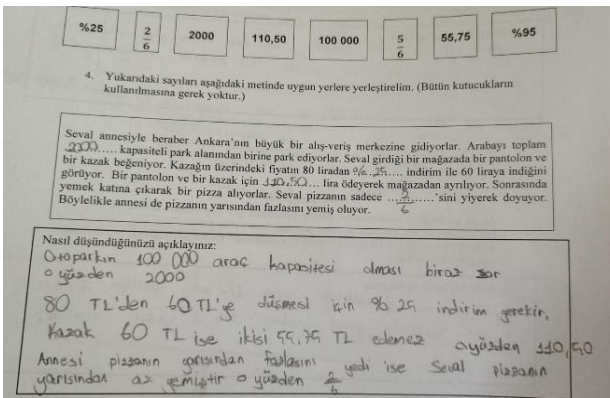 %25 2/6 2000 110,50 100 000 5/6 55,75 %95
4. Yukarıdaki sayıları aşağıdaki metinde uygun yerlere yerleştirelim. (Bütün kutucukların
kullanılmasına gerek yoktur.)
Seval annesiyle beraber Ankara'nın büyük bir alış-veriş merkezine gidiyorlar. Arabayı toplam
2000..... kapasiteli park alanından birine park ediyorlar. Seval girdiği bir mağazada bir pantolon ve
bir kazak beğeniyor. Kazağın üzerindeki fiyatın 80 liradan %..25.... indirim ile 60 liraya indiğini
görüyor. Bir pantolon ve bir kazak için 110,50... lira ödeyerek mağazadan ayrılıyor. Sonrasında
yemek katına çıkarak bir pizza alıyorlar. Seval pizzanın sadece ....2/6......'sini yiyerek doyuyor.
Böylelikle annesi de pizzanın yarısından fazlasını yemiş oluyor.
Nasıl düşündüğünüzü açıklayınız:
Otoparkın 100 000 araç kapasitesi olması biraz zor
o yüzden 2000
80 TL'den 60 TL'ye düşmesi için %25 indirim gerekir,
Kazak 60 TL ise ikisi 55,75 TL edemez oyüzden 110,50
Annesi pizzanın yarısından fazlasını yedi ise Seval pizzanın
yarısından az yemiştir o yüzden 2/6